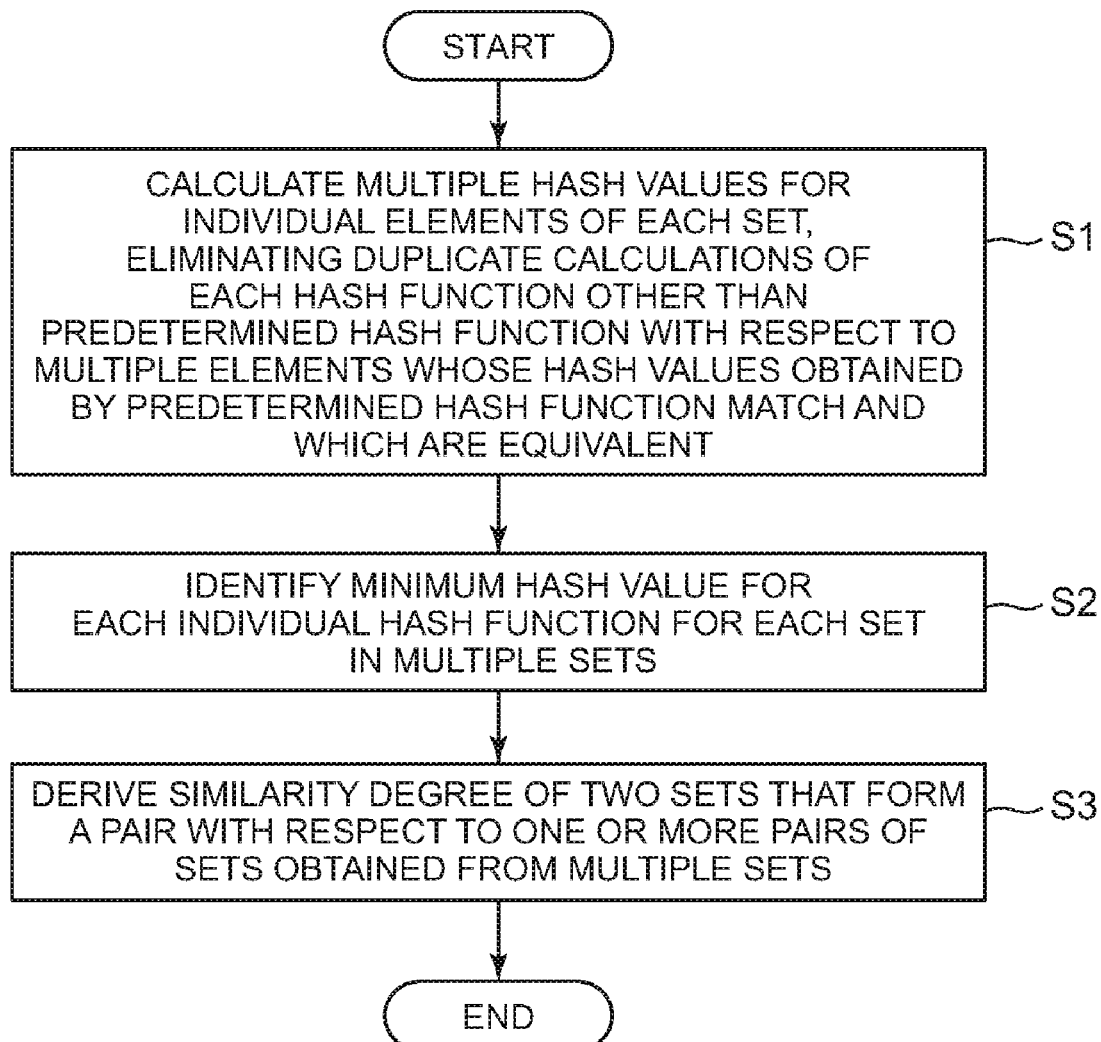 START
CALCULATE MULTIPLE HASH VALUES FOR
INDIVIDUAL ELEMENTS OF EACH SET,
ELIMINATING DUPLICATE CALCULATIONS OF
EACH HASH FUNCTION OTHER THAN
PREDETERMINED HASH FUNCTION WITH RESPECT TO
MULTIPLE ELEMENTS WHOSE HASH VALUES OBTAINED
BY PREDETERMINED HASH FUNCTION MATCH AND
WHICH ARE EQUIVALENT
S1
IDENTIFY MINIMUM HASH VALUE FOR
EACH INDIVIDUAL HASH FUNCTION FOR EACH SET
IN MULTIPLE SETS
S2
DERIVE SIMILARITY DEGREE OF TWO SETS THAT FORM
A PAIR WITH RESPECT TO ONE OR MORE PAIRS OF
SETS OBTAINED FROM MULTIPLE SETS
S3
END